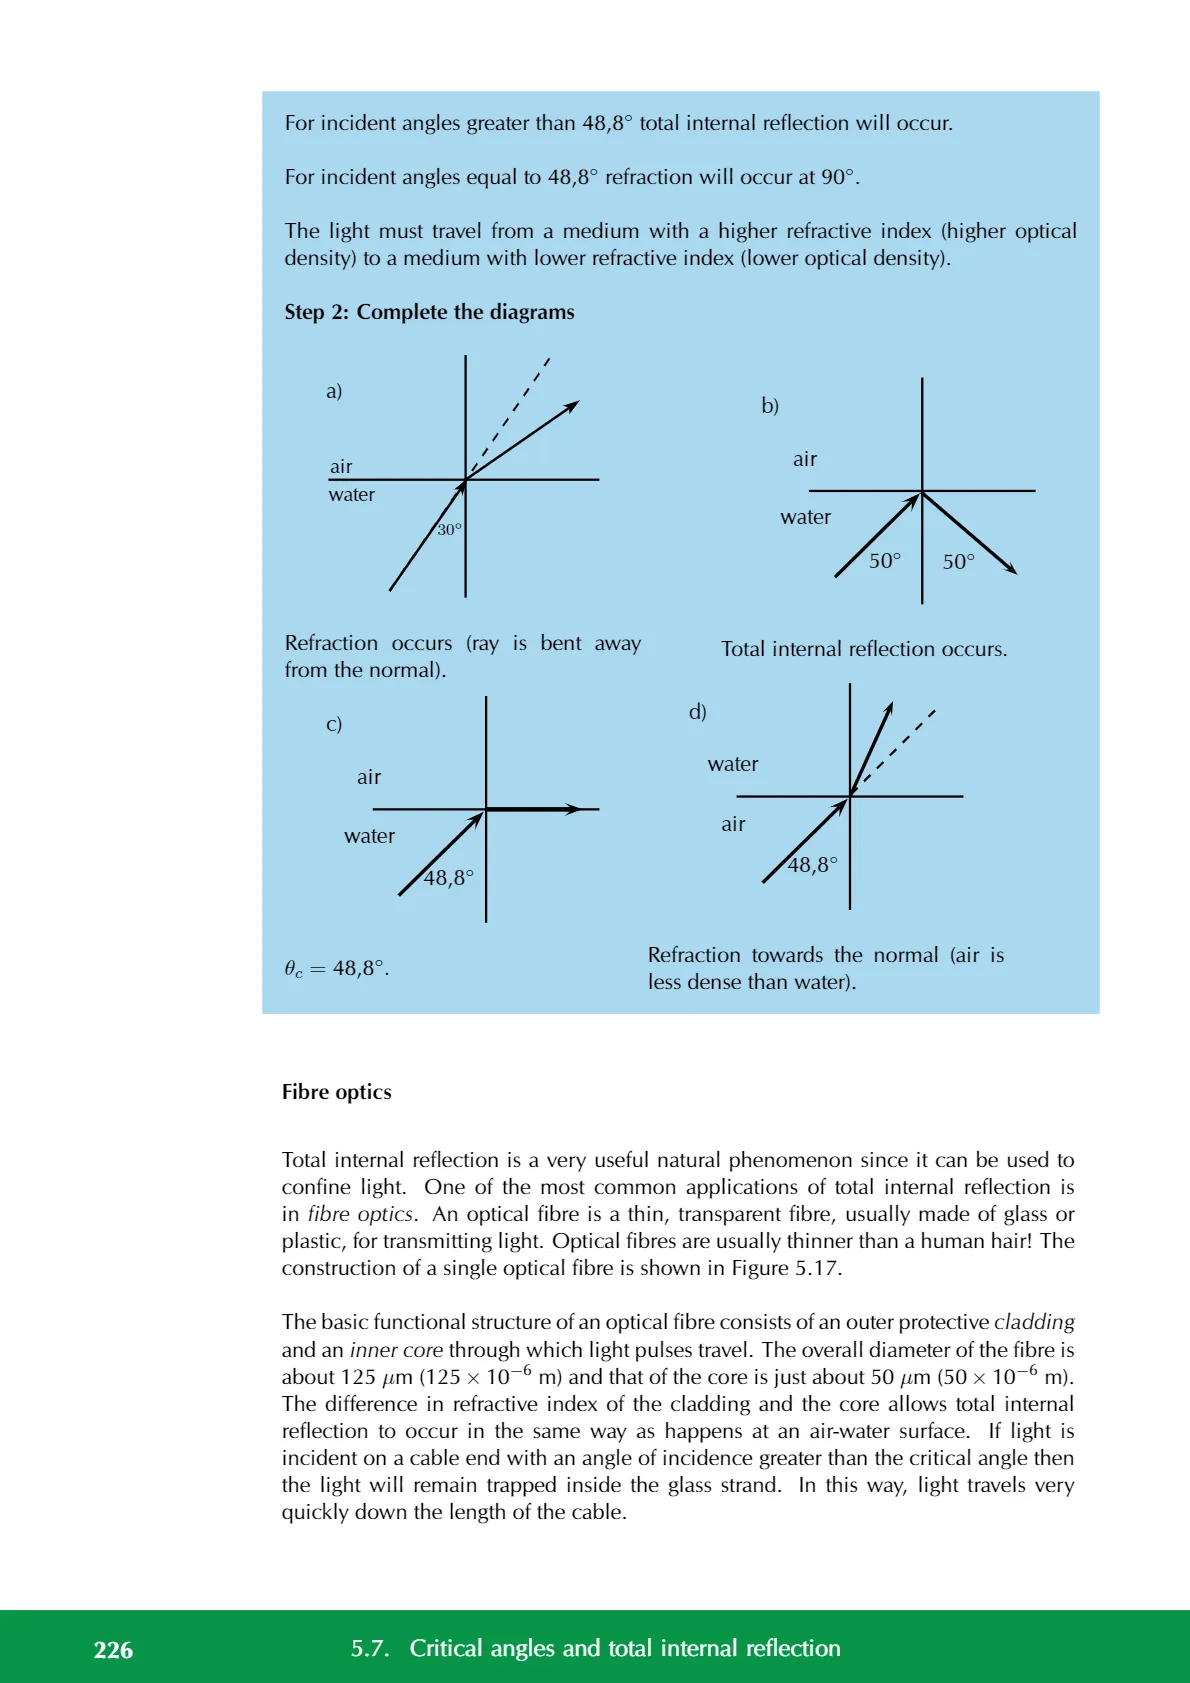 For incident angles greater than 48,8° total internal reflection will occur.
For incident angles equal to 48,8° refraction will occur at 90°.
The light must travel from a medium with a higher refractive index (higher optical
density) to a medium with lower refractive index (lower optical density).
Step 2: Complete the diagrams
a)
air
water
30°
Refraction occurs (ray is bent away
from the normal).
b)
air
water
50° 50°
Total internal reflection occurs.
c)
air
water
48,8°
θc = 48,8°.
d)
water
air
48,8°
Refraction towards the normal (air is
less dense than water).
Fibre optics
Total internal reflection is a very useful natural phenomenon since it can be used to
confine light. One of the most common applications of total internal reflection is
in fibre optics. An optical fibre is a thin, transparent fibre, usually made of glass or
plastic, for transmitting light. Optical fibres are usually thinner than a human hair! The
construction of a single optical fibre is shown in Figure 5.17.
The basic functional structure of an optical fibre consists of an outer protective cladding
and an inner core through which light pulses travel. The overall diameter of the fibre is
about 125 μm (125 × 10⁻⁶ m) and that of the core is just about 50 μm (50 × 10⁻⁶ m).
The difference in refractive index of the cladding and the core allows total internal
reflection to occur in the same way as happens at an air-water surface. If light is
incident on a cable end with an angle of incidence greater than the critical angle then
the light will remain trapped inside the glass strand. In this way, light travels very
quickly down the length of the cable.
226 5.7. Critical angles and total internal reflection